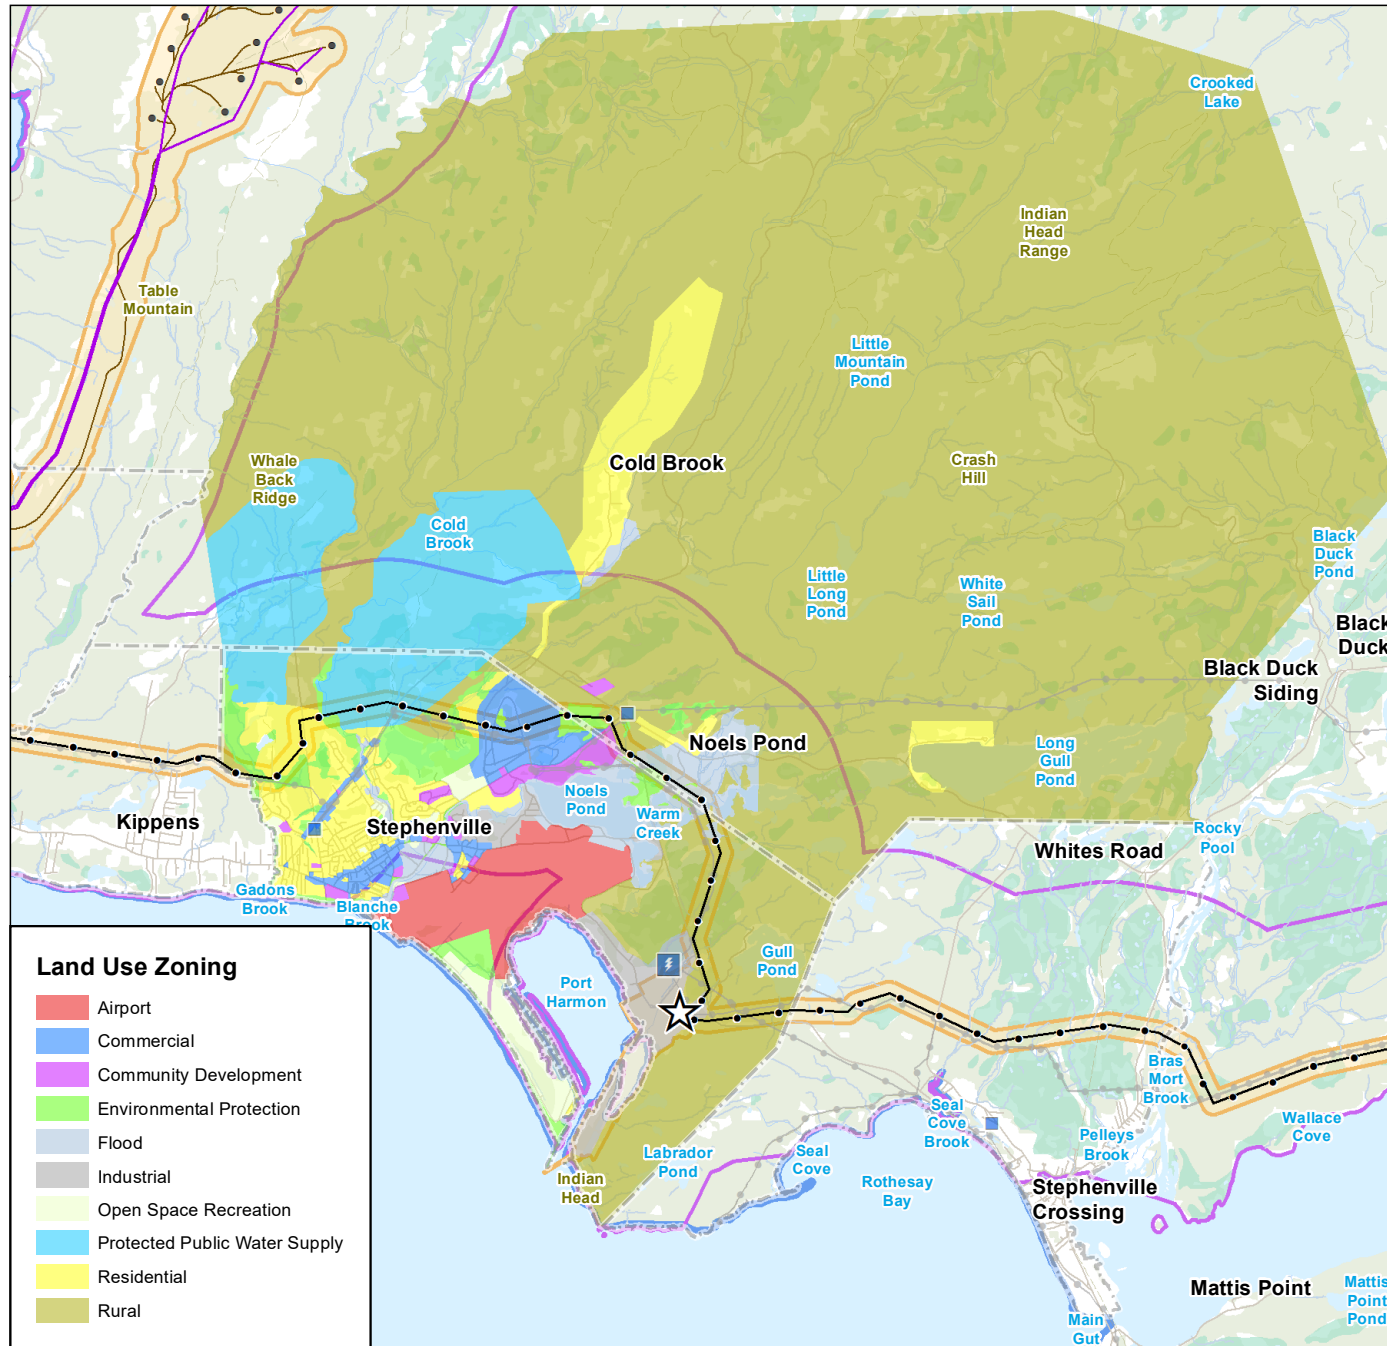 Crooked
Lake
Indian
Head
Range
Table
Mountain
Little
Mountain
Pond
Cold Brook
Whale
Back
Ridge
Crash
Hill
Cold
Brook
Black
Duck
Pond
Little
Long
Pond
White
Sail
Pond
Black
Duck
Black Duck
Siding
Noels Pond
Long
Gull
Pond
Noels
Pond
Warm
Creek
Kippens
Stephenville
Rocky
Pool
Whites Road
Gadons
Brook
Blanche
Brook
Gull
Pond
Port
Harmon
Land Use Zoning
Airport
Commercial
Community Development
Environmental Protection
Flood
Industrial
Open Space Recreation
Protected Public Water Supply
Residential
Rural
Bras
Mort
Brook
Seal
Cove
Brook
Wallace
Cove
Pelleys
Brook
Labrador
Pond
Seal
Cove
Rothesay
Bay
Indian
Head
Stephenville
Crossing
Mattis Point
Mattis
Point
Pond
Main
Gut